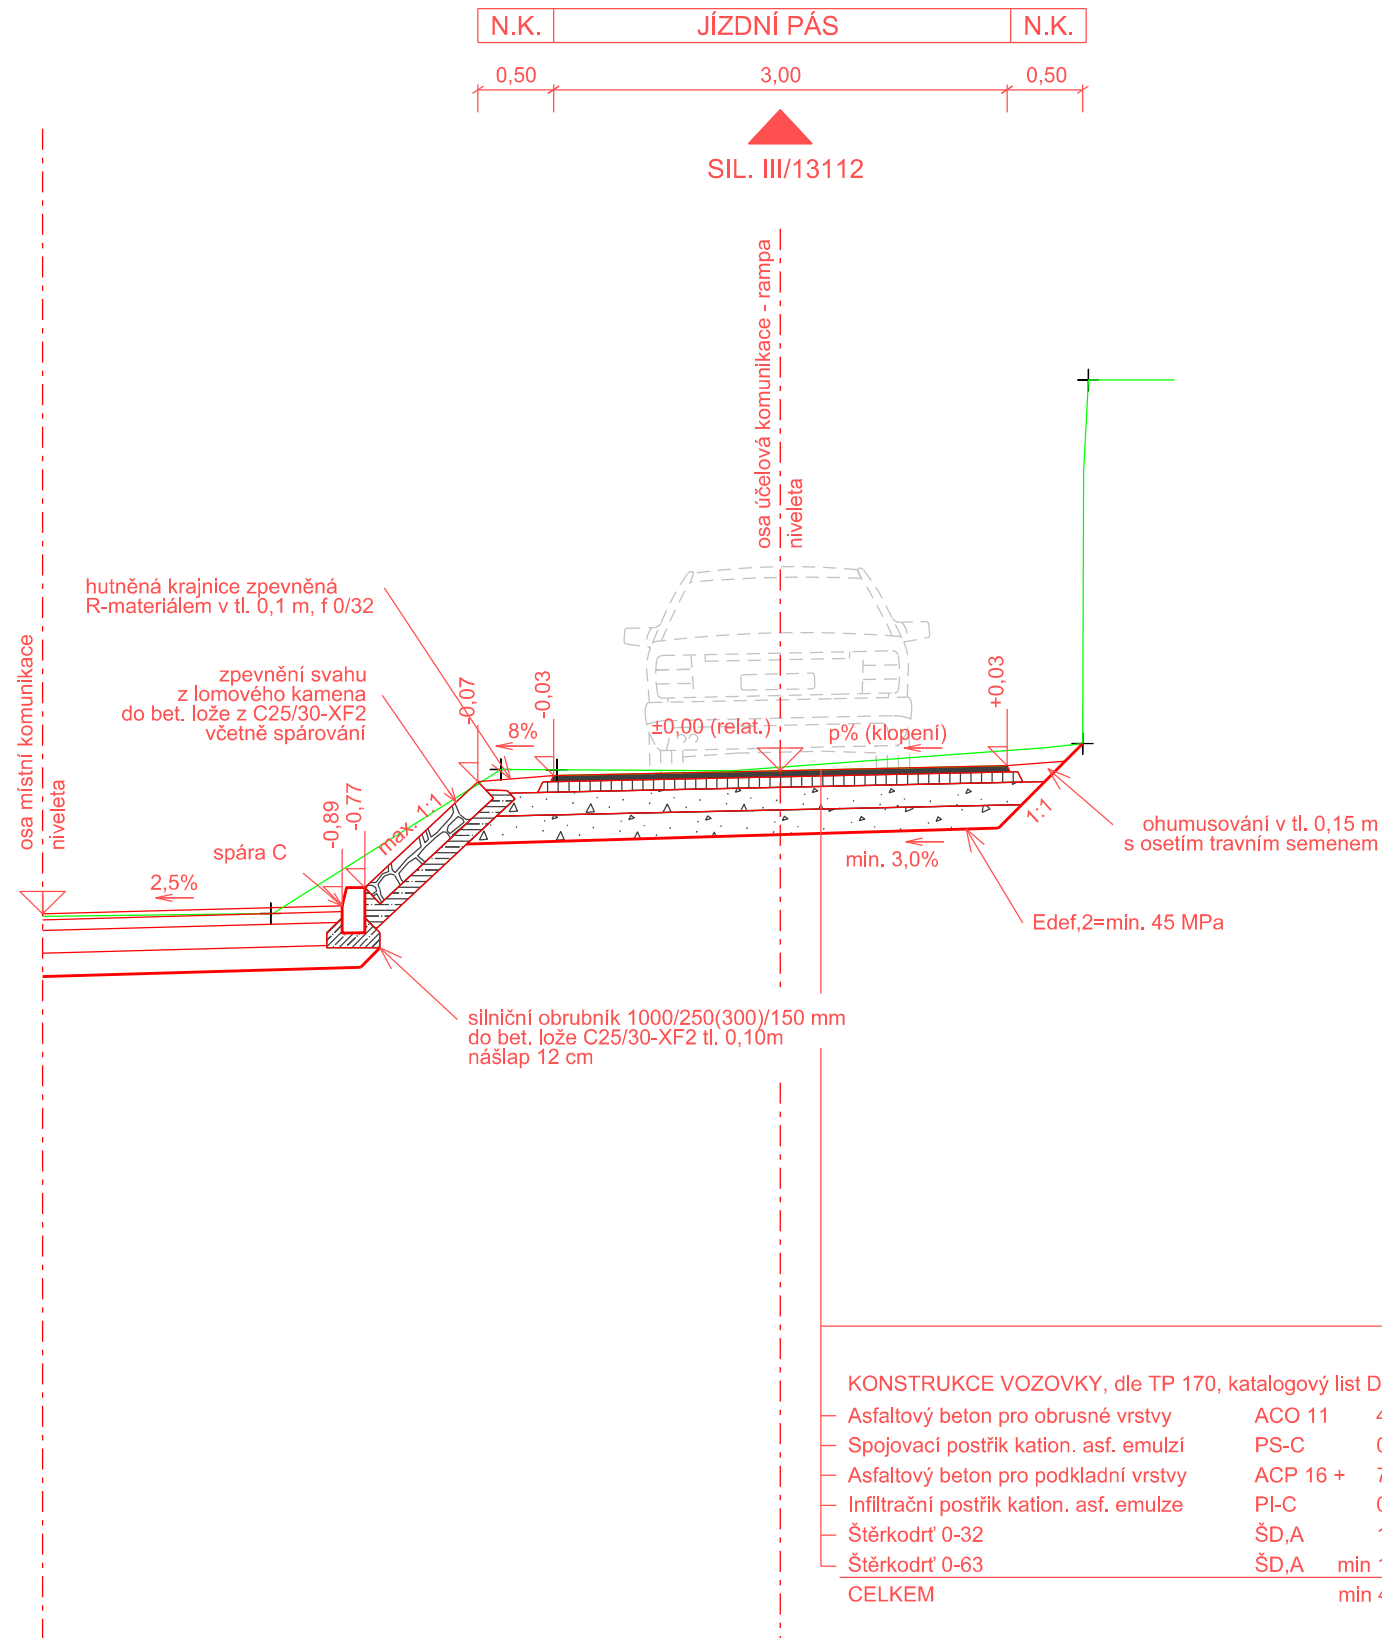 N.K. JÍZDNÍ PÁS N.K.
0,50 3,00 0,50
SIL. III/13112
osa účelová komunikace - rampa
niveleta
osa místní komunikace
niveleta
hutněná krajnice zpevněná
R-materiálem v tl. 0,1 m, f 0/32
zpevnění svahu
z lomového kamena
do bet. lože z C25/30-XF2
včetně spárování
-0,07
-0,03
+0,03
8%
±0,00 (relat.)
p% (klopení)
max. 1:1
-0,89
-0,77
spára C
2,5%
min. 3,0%
1:1
ohumusování v tl. 0,15 m
s osetím travním semenem
Edef,2=min. 45 MPa
silniční obrubník 1000/250(300)/150 mm
do bet. lože C25/30-XF2 tl. 0,10m
nášlap 12 cm
KONSTRUKCE VOZOVKY, dle TP 170, katalogový list D
Asfaltový beton pro obrusné vrstvy ACO 11 4
Spojovací postřik kation. asf. emulzí PS-C 0
Asfaltový beton pro podkladní vrstvy ACP 16 + 7
Infiltrační postřik kation. asf. emulze PI-C 0
Štěrkodrť 0-32 ŠD,A 1
Štěrkodrť 0-63 ŠD,A min 1
CELKEM min 4